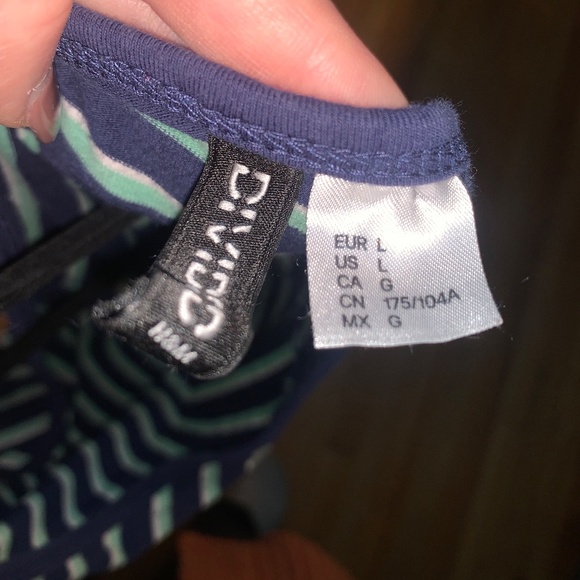 DIVIDED
H&M
EUR L
US L
CA G
CN 175/104A
MX G